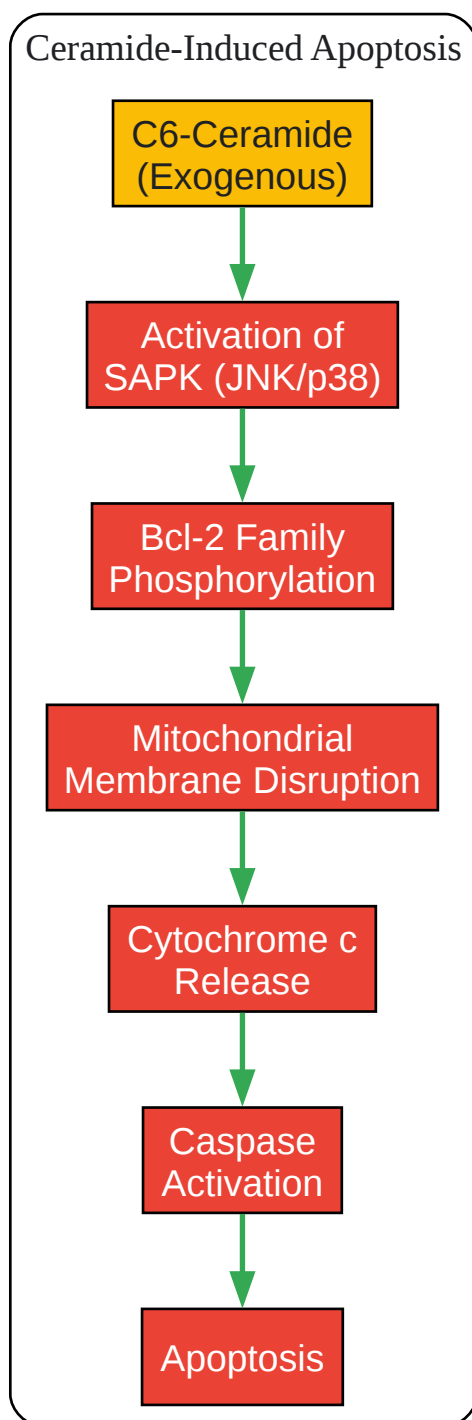 Ceramide-Induced Apoptosis
C6-Ceramide
(Exogenous)
Activation of
SAPK (JNK/p38)
Bcl-2 Family
Phosphorylation
Mitochondrial
Membrane Disruption
Cytochrome c
Release
Caspase
Activation
Apoptosis